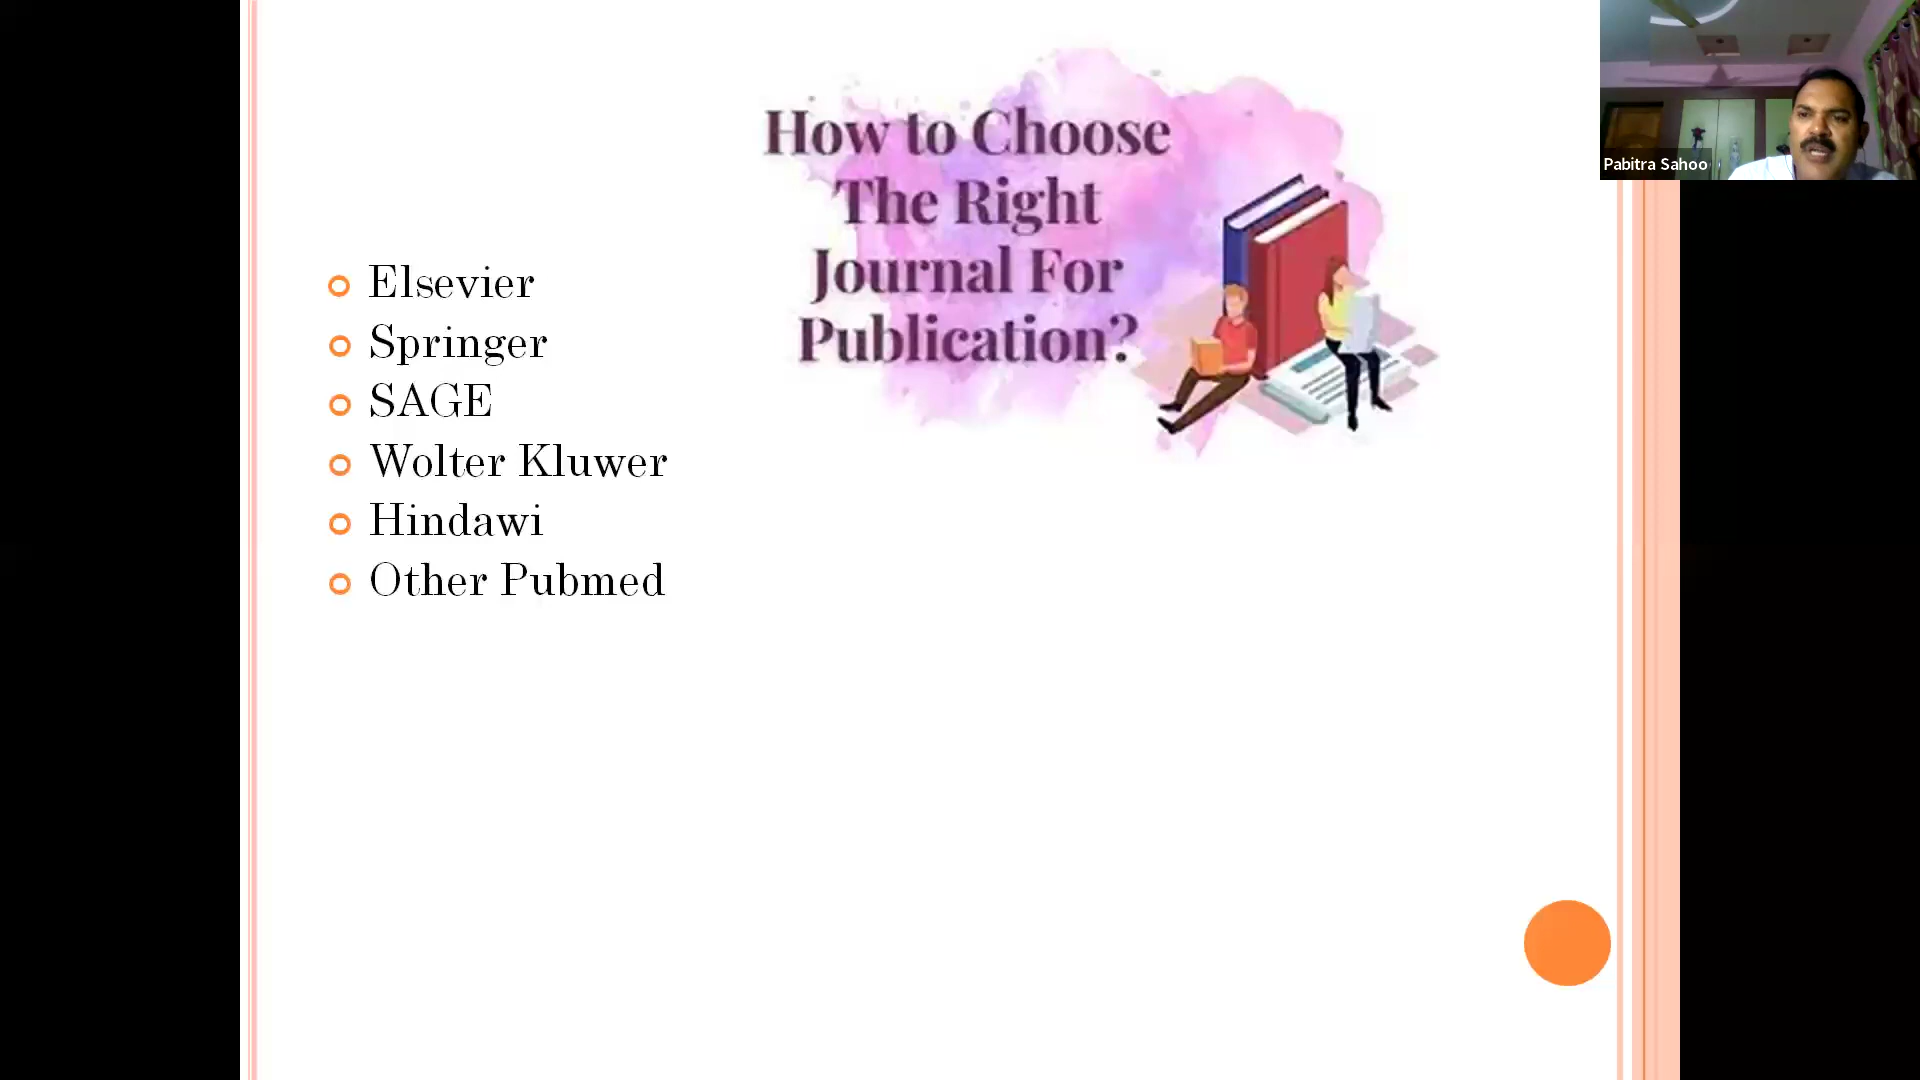 How to Choose
The Right
Journal For
Publication?
Elsevier
Springer
SAGE
Wolter Kluwer
Hindawi
Other Pubmed
Pabitra Sahoo